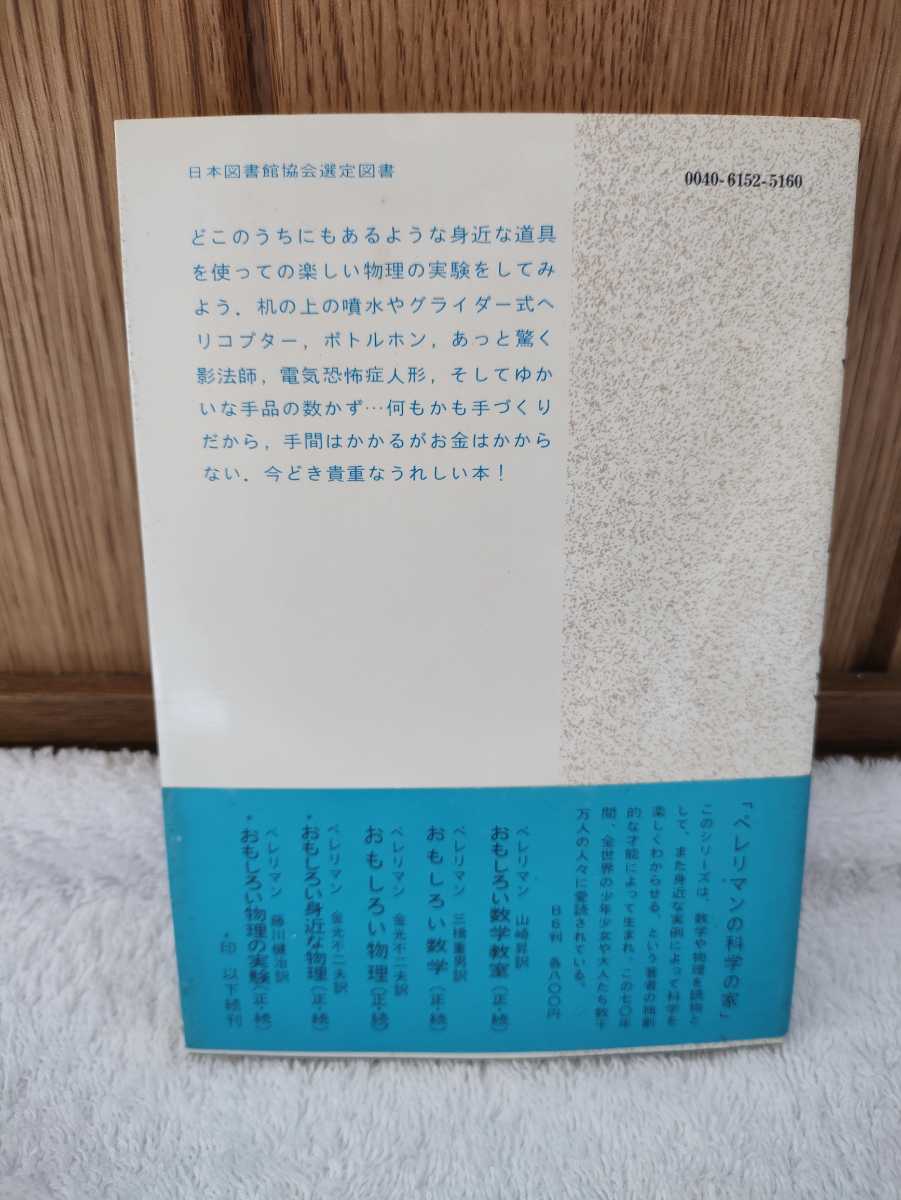 日本図書館協会選定図書
0040-6152-5160
どこのうちにもあるような身近な道具
を使っての楽しい物理の実験をしてみ
よう．机の上の噴水やグライダー式ヘ
リコプター，ボトルホン，あっと驚く
影法師，電気恐怖症人形，そしてゆか
いな手品の数かず…何もかも手づくり
だから，手間はかかるがお金はかから
ない．今どき貴重なうれしい本！
「ペレリマンの科学の家」
このシリーズは、数学や物理を読物と
して、また身近な実例によって科学を
楽しくわからせる、という著者の独創
的な才能によって生まれ、この七〇年
間、全世界の少年少女や大人たち数千
万人の人々に愛読されている。
B6判 各八〇〇円
ペレリマン 山崎昇訳
おもしろい数学教室（正・続）
ペレリマン 三橋重男訳
おもしろい数学（正・続）
ペレリマン 金光不二夫訳
おもしろい物理（正・続）
ペレリマン 金光不二夫訳
*おもしろい身近な物理（正・続）
ペレリマン 藤川健治訳
*おもしろい物理の実験（正・続）
*印 以下続刊